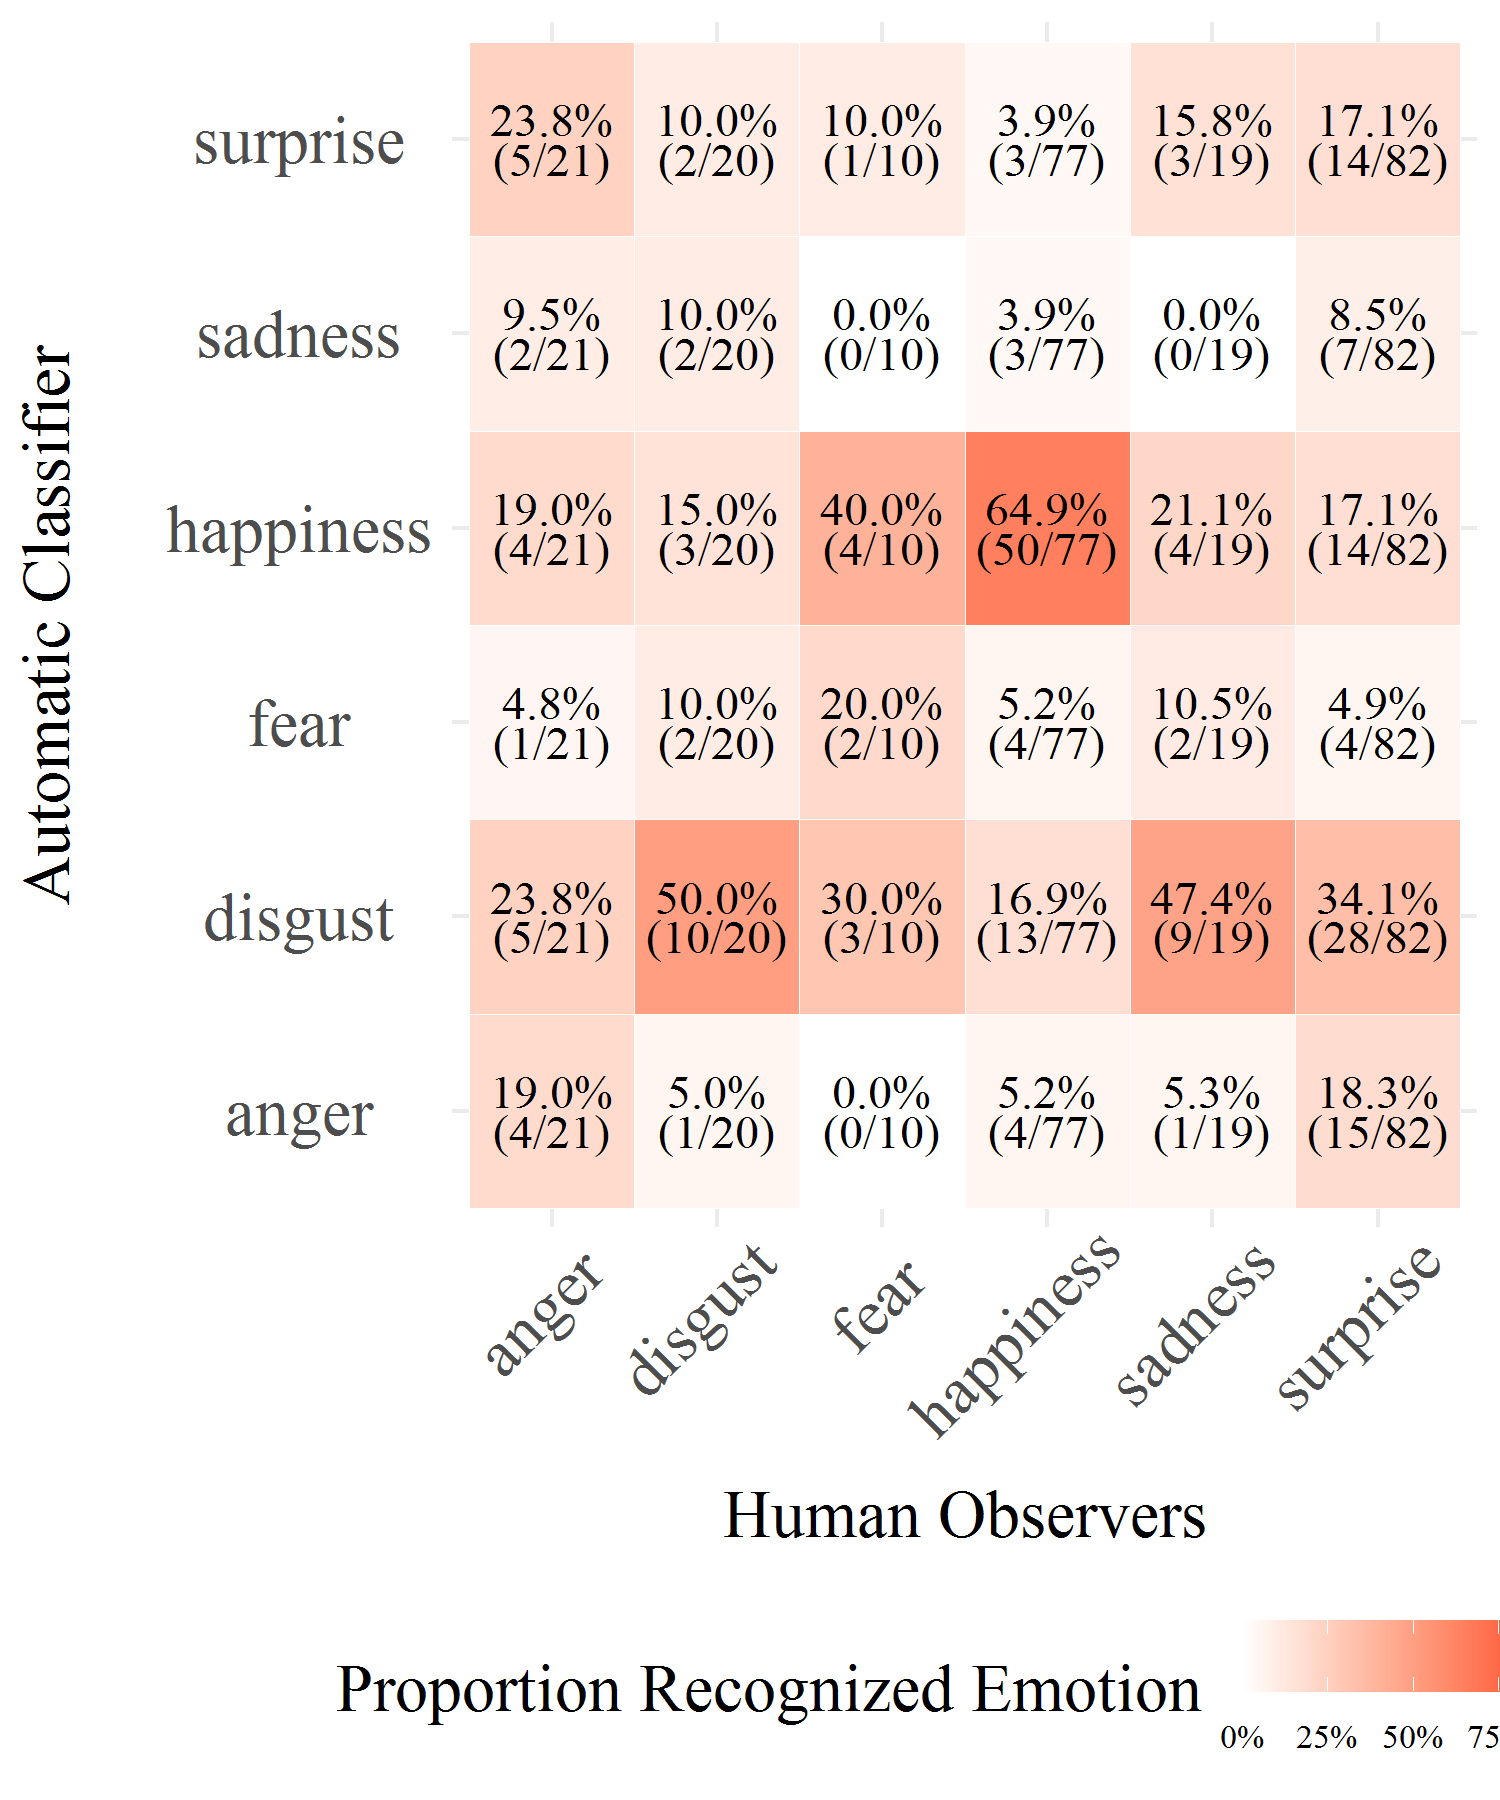 Automatic Classifier
surprise
23.8% 10.0% 10.0% 3.9% 15.8% 17.1%
(5/21) (2/20) (1/10) (3/77) (3/19) (14/82)
sadness
9.5% 10.0% 0.0% 3.9% 0.0% 8.5%
(2/21) (2/20) (0/10) (3/77) (0/19) (7/82)
happiness
19.0% 15.0% 40.0% 64.9% 21.1% 17.1%
(4/21) (3/20) (4/10) (50/77) (4/19) (14/82)
fear
4.8% 10.0% 20.0% 5.2% 10.5% 4.9%
(1/21) (2/20) (2/10) (4/77) (2/19) (4/82)
disgust
23.8% 50.0% 30.0% 16.9% 47.4% 34.1%
(5/21) (10/20) (3/10) (13/77) (9/19) (28/82)
anger
19.0% 5.0% 0.0% 5.2% 5.3% 18.3%
(4/21) (1/20) (0/10) (4/77) (1/19) (15/82)
anger disgust fear happiness sadness surprise
Human Observers
Proportion Recognized Emotion
0% 25% 50% 75